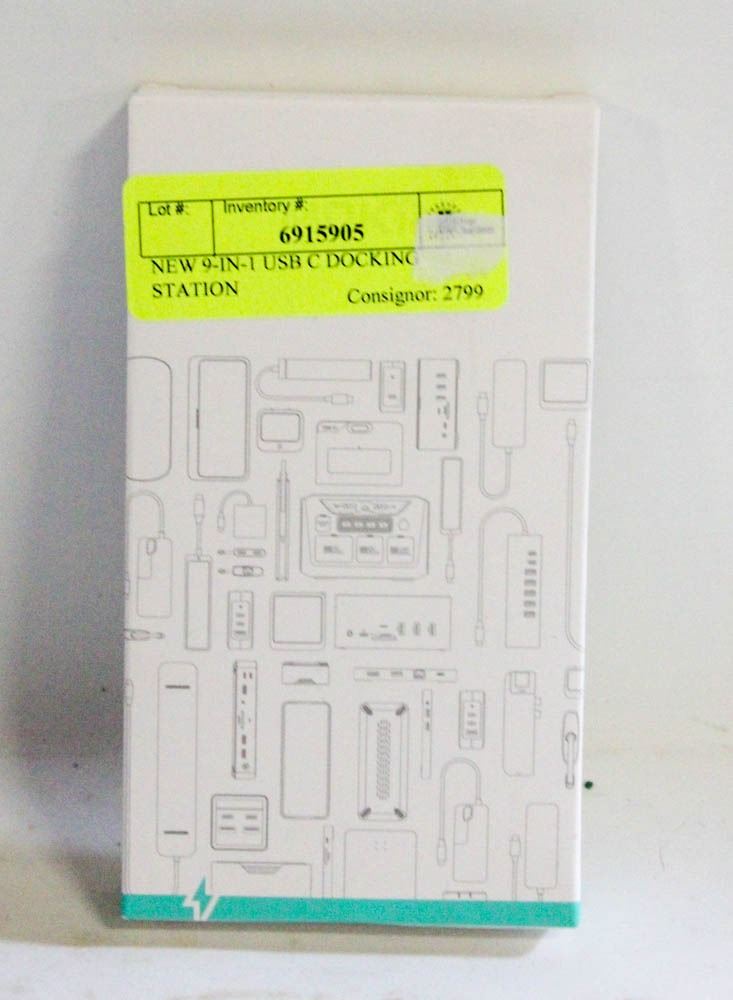 Lot #: Inventory #:
6915905
NEW 9-IN-1 USB C DOCKING
STATION
Consignor: 2799